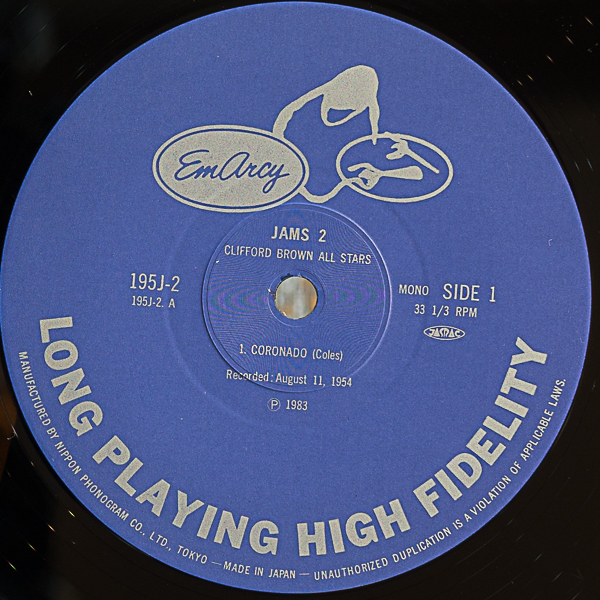 EmArcy
JAMS 2
CLIFFORD BROWN ALL STARS
195J-2
195J-2. A
MONO SIDE 1
33 1/3 RPM
JASRAC
1. CORONADO (Coles)
Recorded: August 11, 1954
Ⓟ 1983
LONG PLAYING HIGH FIDELITY
MANUFACTURED BY NIPPON PHONOGRAM CO., LTD., TOKYO — MADE IN JAPAN — UNAUTHORIZED DUPLICATION IS A VIOLATION OF APPLICABLE LAWS.